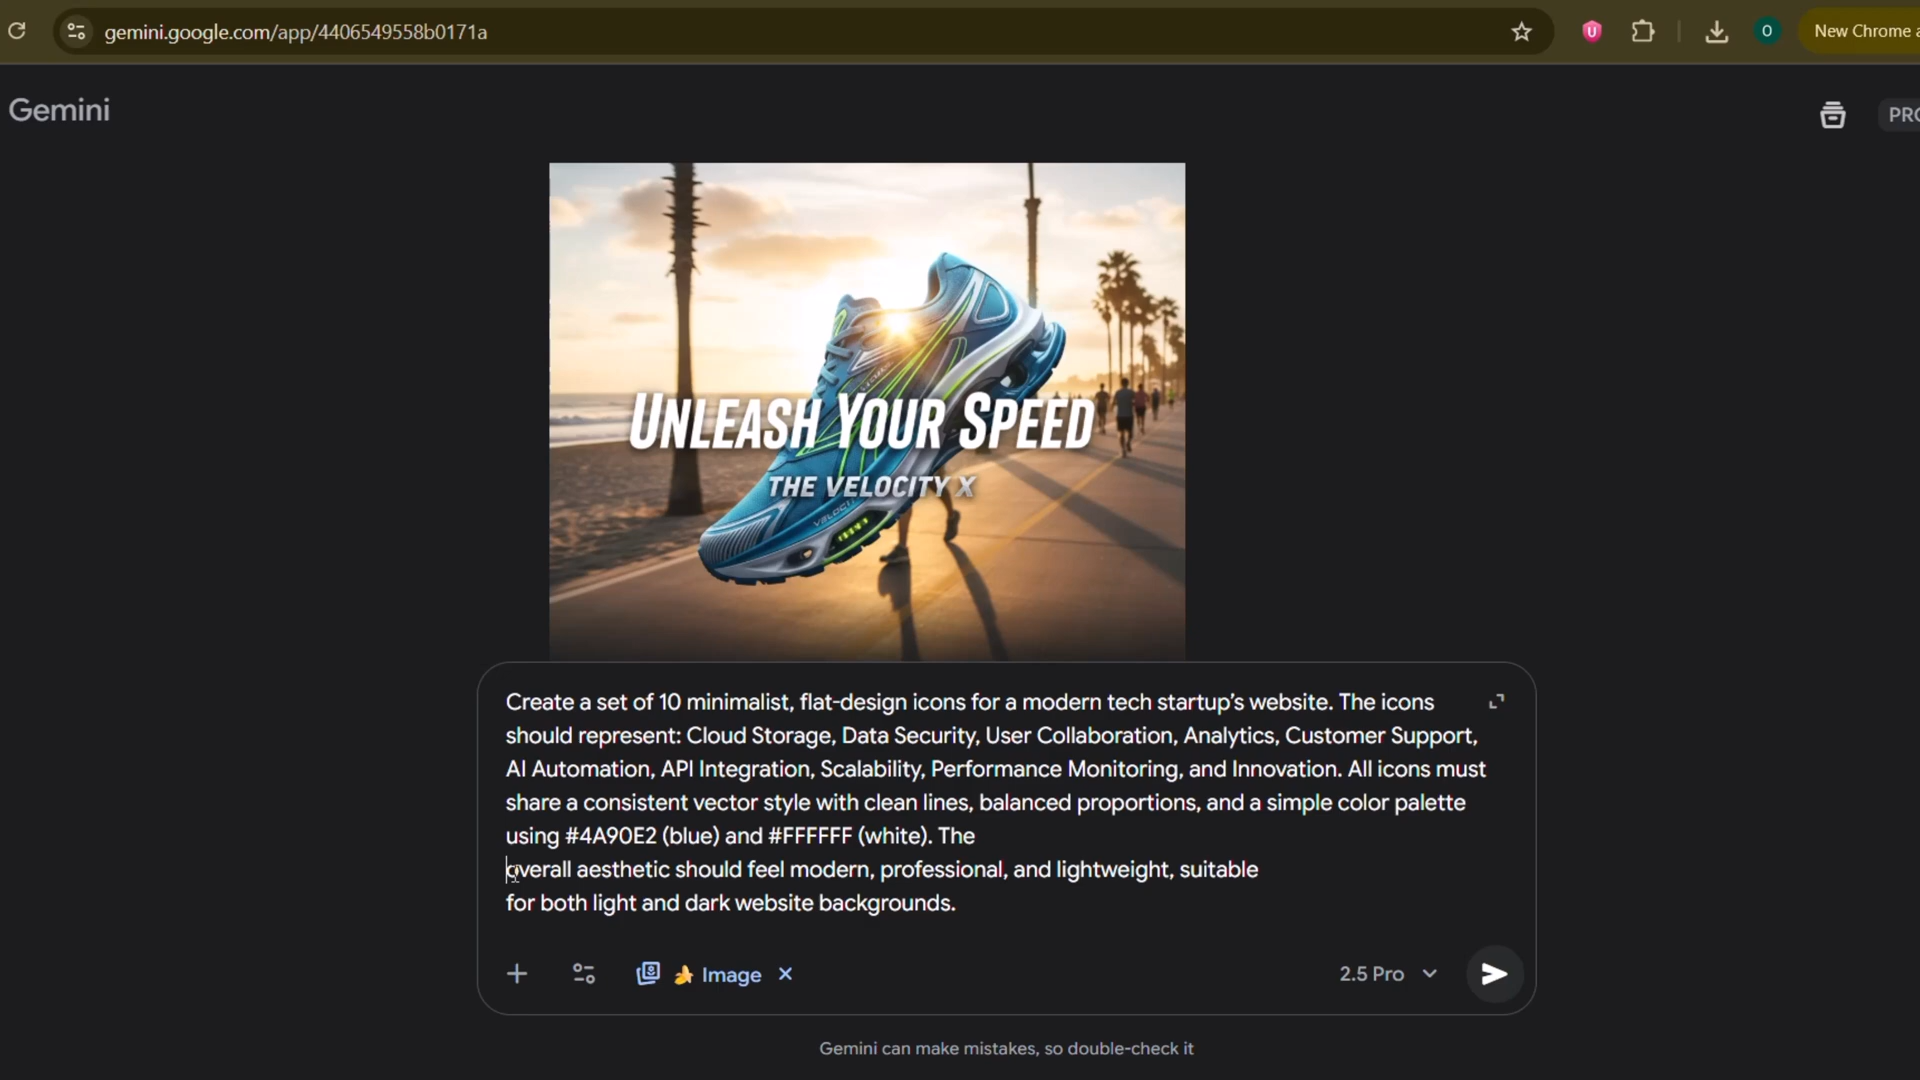 gemini.google.com/app/4406549558b0171a
O
New Chrome a
Gemini
PRO
UNLEASH YOUR SPEED
THE VELOCITY X
Create a set of 10 minimalist, flat-design icons for a modern tech startup’s website. The icons
should represent: Cloud Storage, Data Security, User Collaboration, Analytics, Customer Support,
AI Automation, API Integration, Scalability, Performance Monitoring, and Innovation. All icons must
share a consistent vector style with clean lines, balanced proportions, and a simple color palette
using #4A90E2 (blue) and #FFFFFF (white). The
overall aesthetic should feel modern, professional, and lightweight, suitable
for both light and dark website backgrounds.
Image
2.5 Pro
Gemini can make mistakes, so double-check it